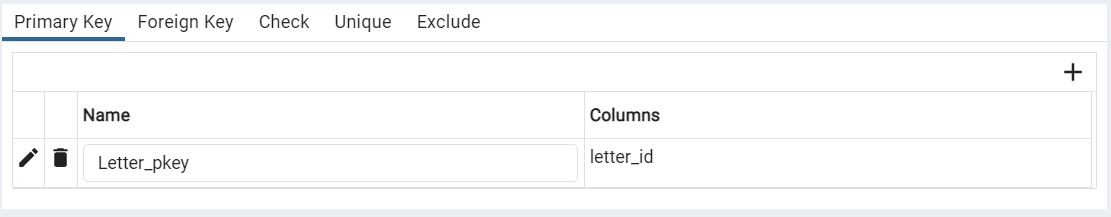 Primary Key Foreign Key Check Unique Exclude
Name Columns
Letter_pkey letter_id